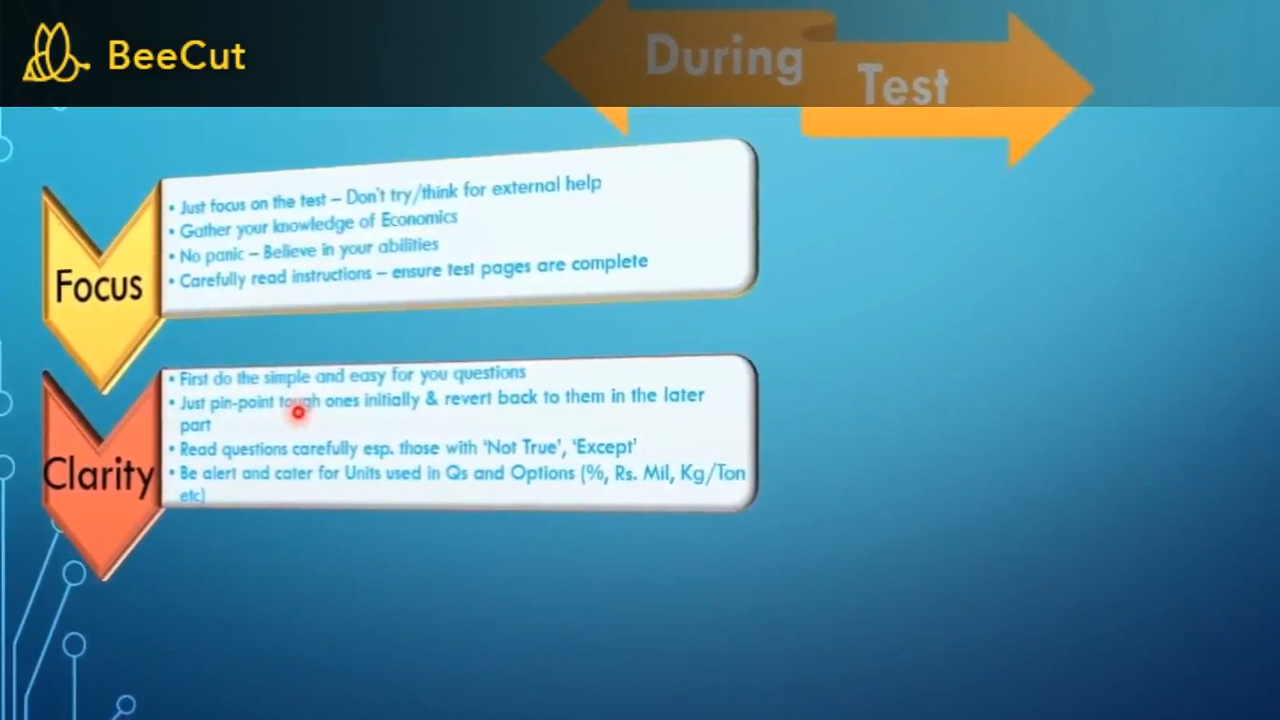 BeeCut
During
Test
Focus
• Just focus on the test – Don't try/think for external help
• Gather your knowledge of Economics
• No panic – Believe in your abilities
• Carefully read instructions – ensure test pages are complete
Clarity
• First do the simple and easy for you questions
• Just pin-point tough ones initially & revert back to them in the later
part
• Read questions carefully esp. those with 'Not True', 'Except'
• Be alert and cater for Units used in Qs and Options (%, Rs. Mil, Kg/Ton
etc)